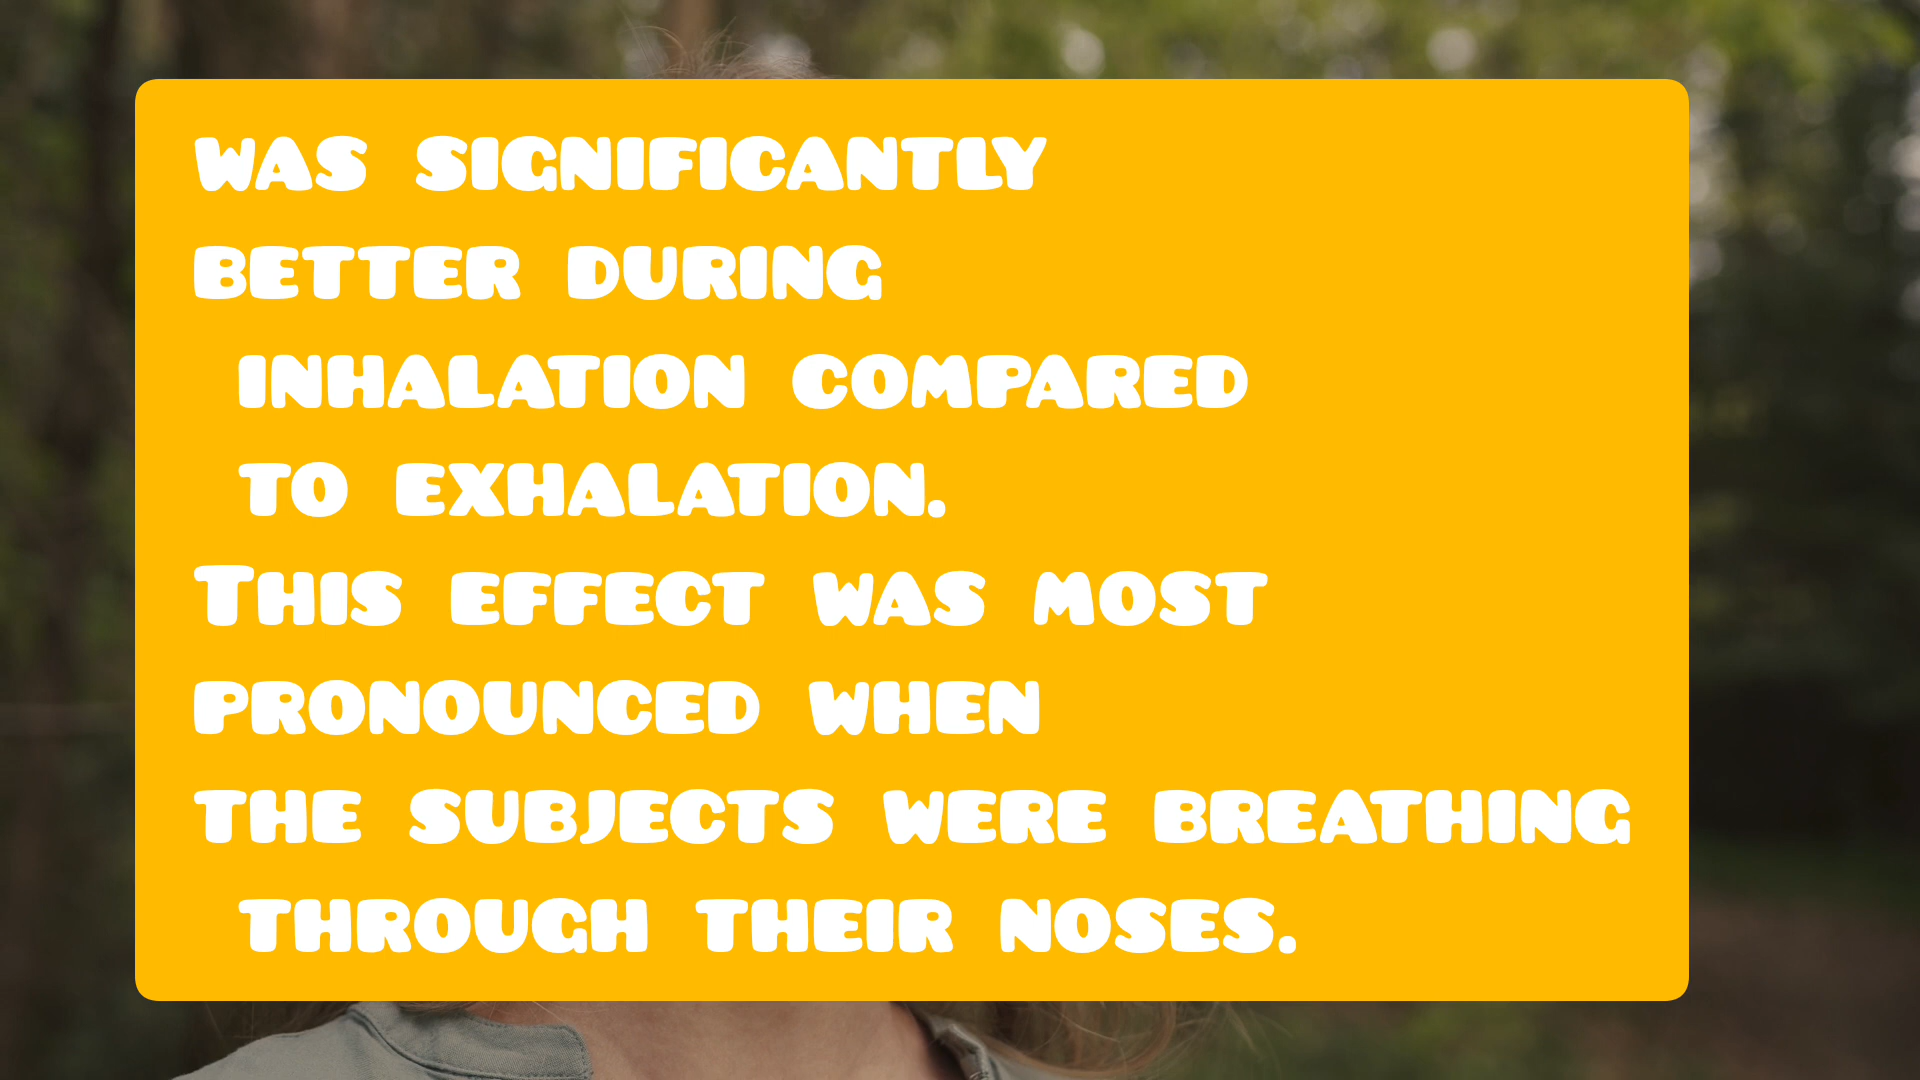 WAS SIGNIFICANTLY
BETTER DURING
INHALATION COMPARED
TO EXHALATION.
THIS EFFECT WAS MOST
PRONOUNCED WHEN
THE SUBJECTS WERE BREATHING
THROUGH THEIR NOSES.